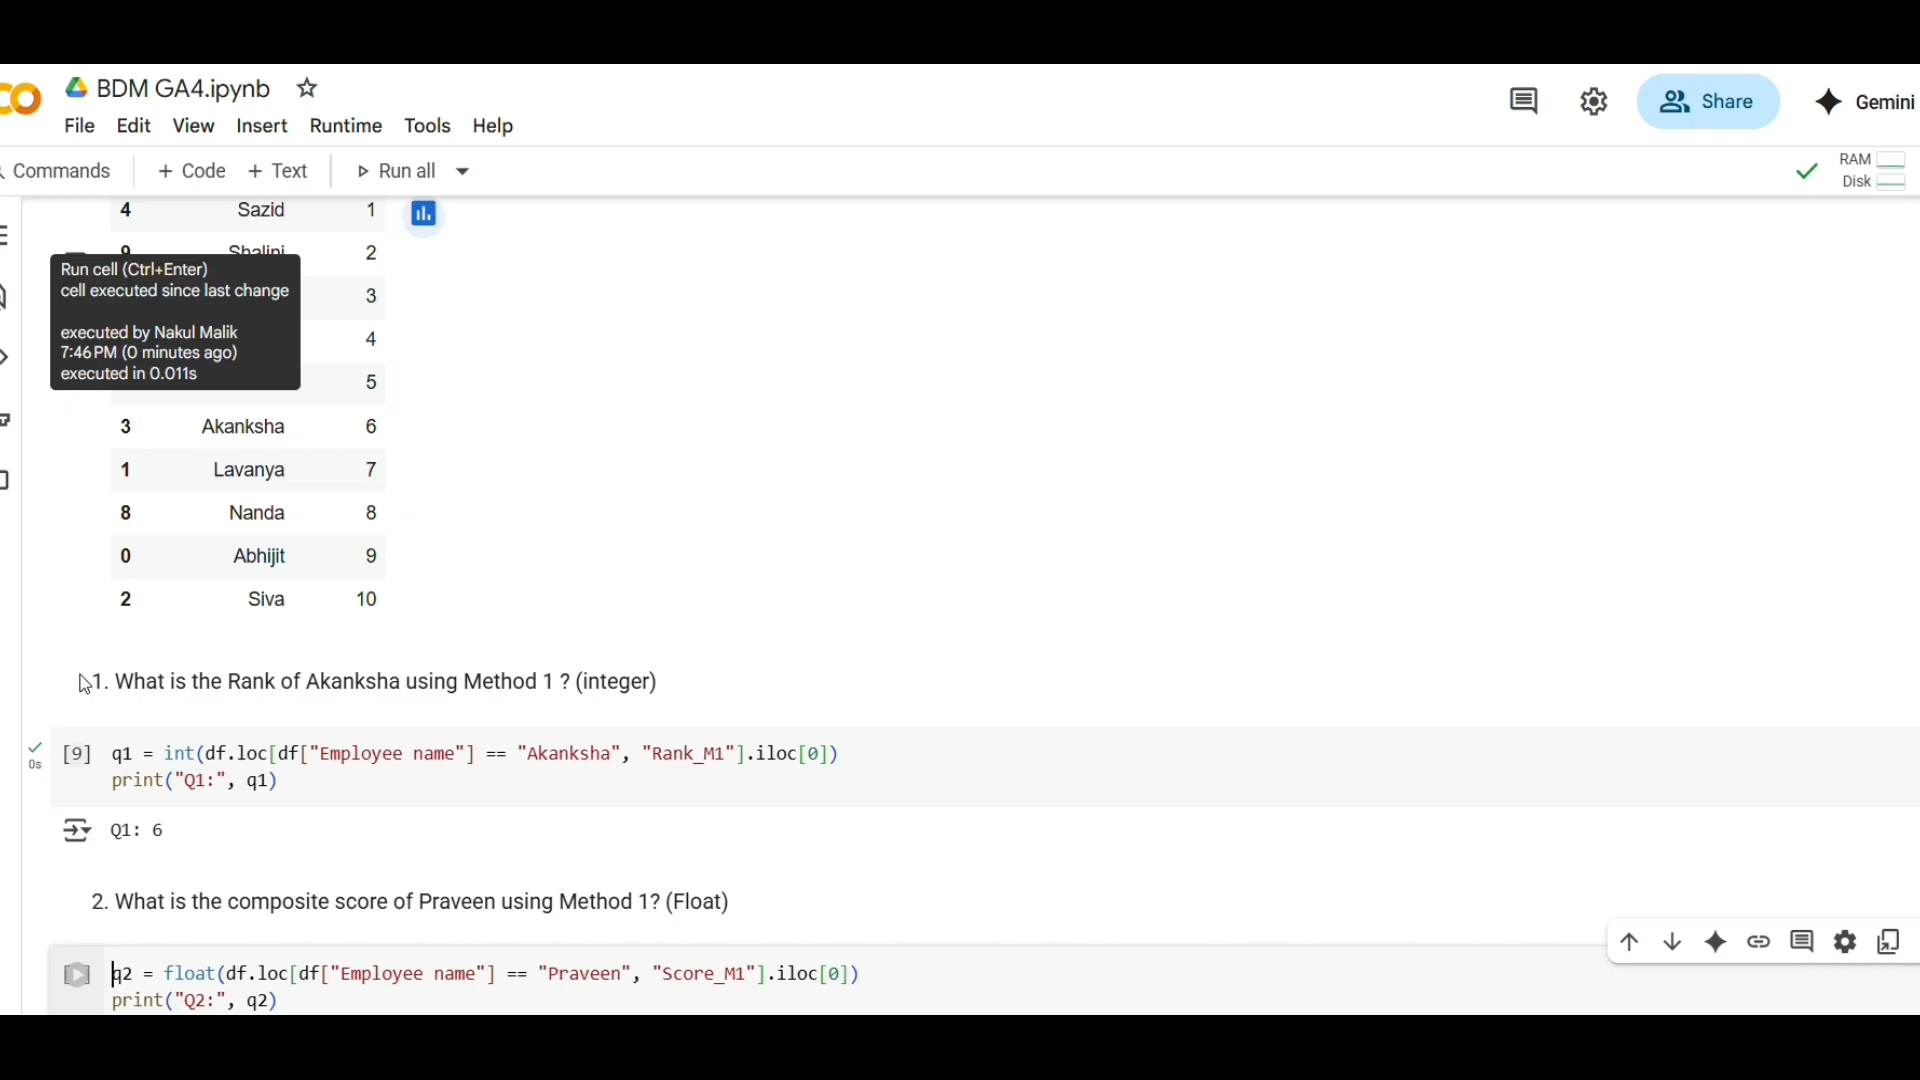 BDM GA4.ipynb
File Edit View Insert Runtime Tools Help
Share
Gemini
Commands + Code + Text Run all
RAM
Disk
4 Sazid 1
9 Shalini 2
Run cell (Ctrl+Enter)
cell executed since last change
executed by Nakul Malik
7:46 PM (0 minutes ago)
executed in 0.011s
3
4
5
3 Akanksha 6
1 Lavanya 7
8 Nanda 8
0 Abhijit 9
2 Siva 10
1. What is the Rank of Akanksha using Method 1 ? (integer)
0s
[9] q1 = int(df.loc[df["Employee name"] == "Akanksha", "Rank_M1"].iloc[0])
print("Q1:", q1)
Q1: 6
2. What is the composite score of Praveen using Method 1? (Float)
q2 = float(df.loc[df["Employee name"] == "Praveen", "Score_M1"].iloc[0])
print("Q2:", q2)